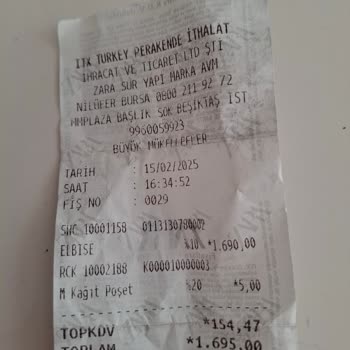 ITX TURKEY PERAKENDE İTHALAT
İHRACAT VE TİCARET LTD ŞTİ
ZARA SUR YAPI MARKA AVM
NİLÜFER BURSA 0800 211 92 72
MMPLAZA BAŞLIK SOK BEŞİKTAŞ İST
9960059923
BÜYÜK MÜKELLEFLER
TARİH : 15/02/2025
SAAT : 16:34:52
FİŞ NO : 0029
SHC 10001158 0113130780002
ELBİSE %10 *1.690,00
RCK 10002188 K000010000003
M Kağıt Poşet %20 *5,00
TOPKDV *154,47
TOPLAM *1.695,00